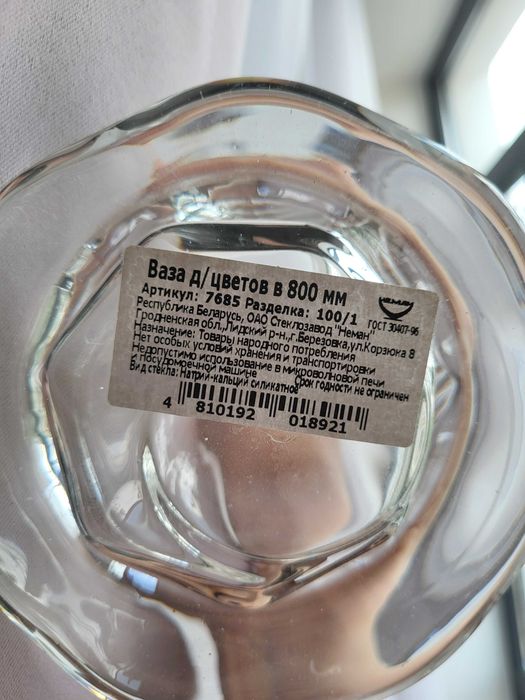 Ваза д/цветов в 800 мм
Артикул: 7685 Разделка: 100/1
НЕМАН
ГОСТ 30407-96
Республика Беларусь, ОАО Стеклозавод "Неман"
Гродненская обл.,Лидский р-н.,г.Березовка,ул.Корзюка 8
Назначение: Товары народного потребления
Нет особых условий хранения и транспортировки
Недопустимо использование в микроволновой печи
и посудомоечной машине
Срок годности не ограничен
Вид стекла: Натрий-кальций силикатное
4 810192 018921